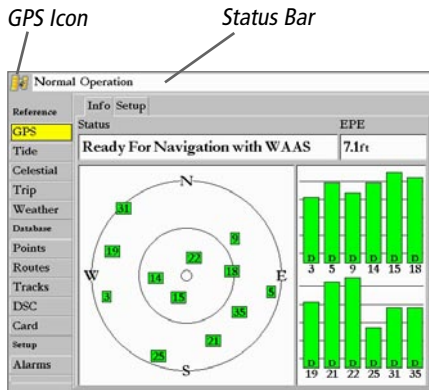 GPS Icon
Status Bar
Normal Operation
Reference
GPS
Tide
Celestial
Trip
Weather
Database
Points
Routes
Tracks
DSC
Card
Setup
Alarms
Info Setup
Status
EPE
Ready For Navigation with WAAS
7.1ft
N
31
9
19
22
W
14
18
E
3
15
5
35
21
25
S
D D D D D D
3 5 9 14 15 18
D D D D D D
19 21 22 25 31 35